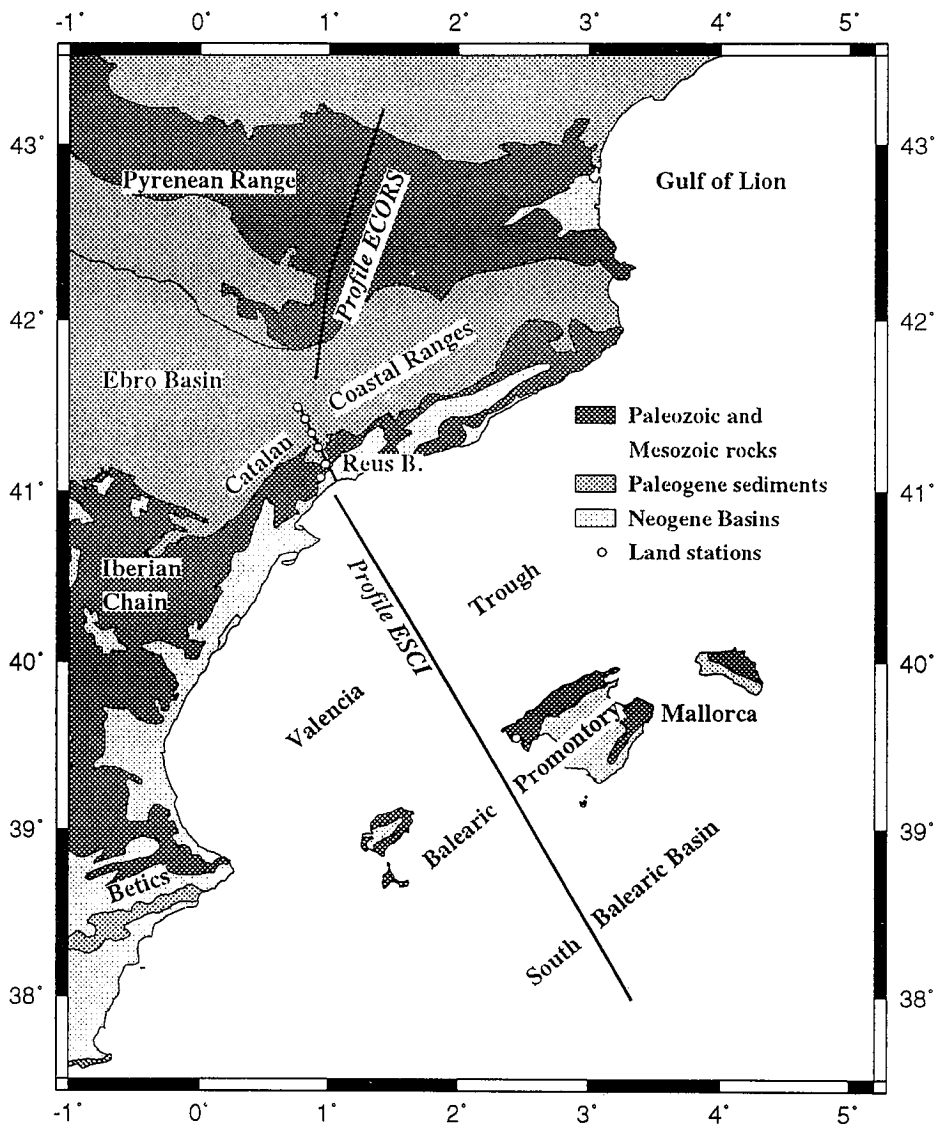 -1° 0° 1° 2° 3° 4° 5°
43° 43°
Pyrenean Range
Gulf of Lion
Profile ECORS
42° 42°
Ebro Basin
Catalan Coastal Ranges
Reus B.
41° 41°
Paleozoic and
Mesozoic rocks
Paleogene sediments
Neogene Basins
Land stations
Iberian
Chain
Profile ESCI
Valencia Trough
40° 40°
Mallorca
Balearic Promontory
39° 39°
Betics
South Balearic Basin
38° 38°
-1° 0° 1° 2° 3° 4° 5°